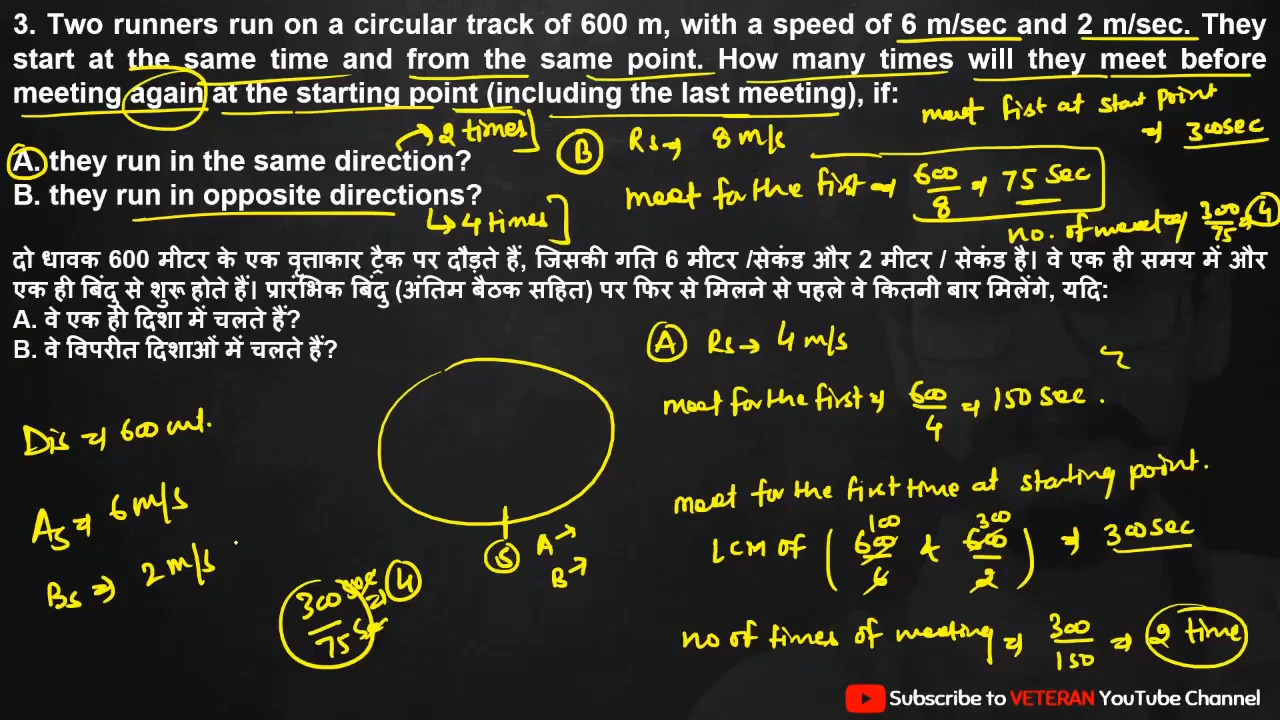 3. Two runners run on a circular track of 600 m, with a speed of 6 m/sec and 2 m/sec. They
start at the same time and from the same point. How many times will they meet before
meeting again at the starting point (including the last meeting), if:
meet first at start point
⇒ 300sec
→ 2 times]
A. they run in the same direction?
B. they run in opposite directions?
↳ 4 times]
B Rs → 8 m/s
meet for the first ⇒ 600/8 ⇒ 75 sec
no. of meeting 300/75 ⇒ 4
दो धावक 600 मीटर के एक वृत्ताकार ट्रैक पर दौड़ते हैं, जिसकी गति 6 मीटर /सेकंड और 2 मीटर / सेकंड है। वे एक ही समय में और
एक ही बिंदु से शुरू होते हैं। प्रारंभिक बिंदु (अंतिम बैठक सहित) पर फिर से मिलने से पहले वे कितनी बार मिलेंगे, यदि:
A. वे एक ही दिशा में चलते हैं?
B. वे विपरीत दिशाओं में चलते हैं?
Dis ⇒ 600 mt.
As ⇒ 6 m/s
Bs ⇒ 2 m/s
S
A →
B →
300 sec/75 sec ⇒ 4
A Rs → 4 m/s
meet for the first ⇒ 600/4 ⇒ 150 sec.
meet for the first time at starting point.
100 300
LCM of (600/6 & 600/2) ⇒ 300 sec
no of times of meeting ⇒ 300/150 ⇒ 2 time
Subscribe to VETERAN YouTube Channel